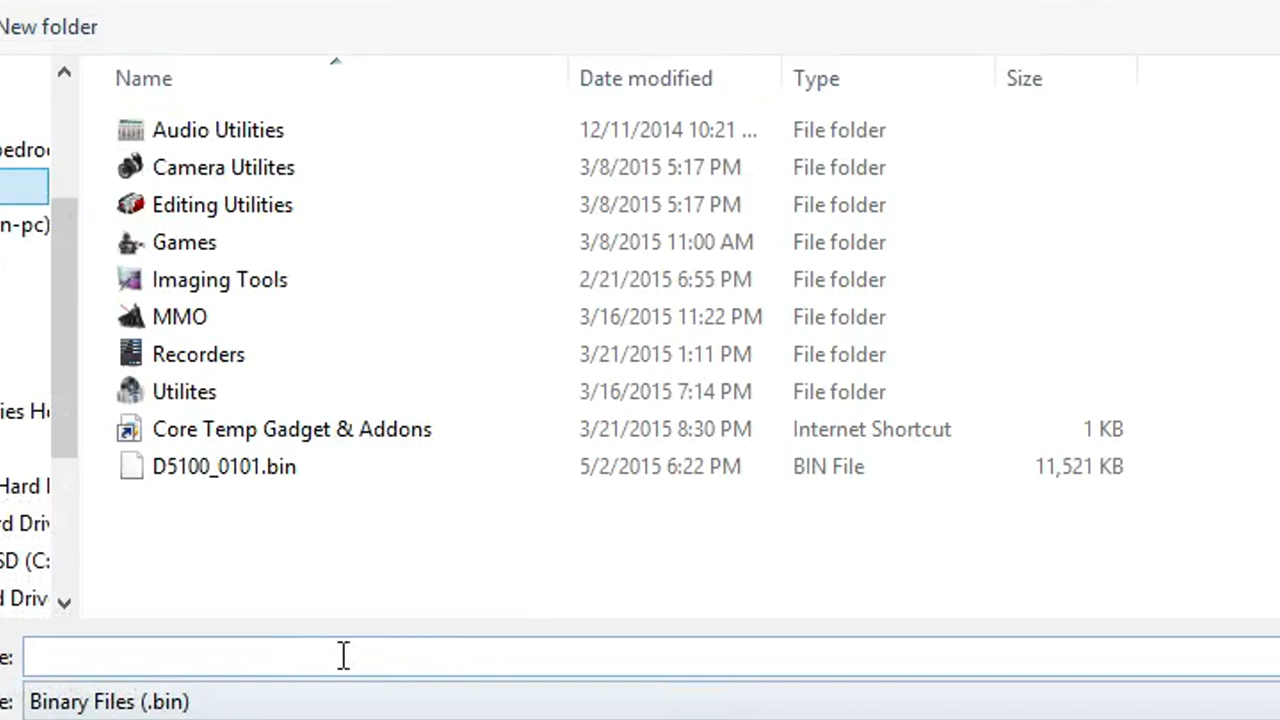 New folder
Name Date modified Type Size
Audio Utilities 12/11/2014 10:21 ... File folder
Camera Utilites 3/8/2015 5:17 PM File folder
Editing Utilities 3/8/2015 5:17 PM File folder
Games 3/8/2015 11:00 AM File folder
Imaging Tools 2/21/2015 6:55 PM File folder
MMO 3/16/2015 11:22 PM File folder
Recorders 3/21/2015 1:11 PM File folder
Utilites 3/16/2015 7:14 PM File folder
Core Temp Gadget & Addons 3/21/2015 8:30 PM Internet Shortcut 1 KB
D5100_0101.bin 5/2/2015 6:22 PM BIN File 11,521 KB
n-pc)
Hard
SD (C:
e:
e: Binary Files (.bin)